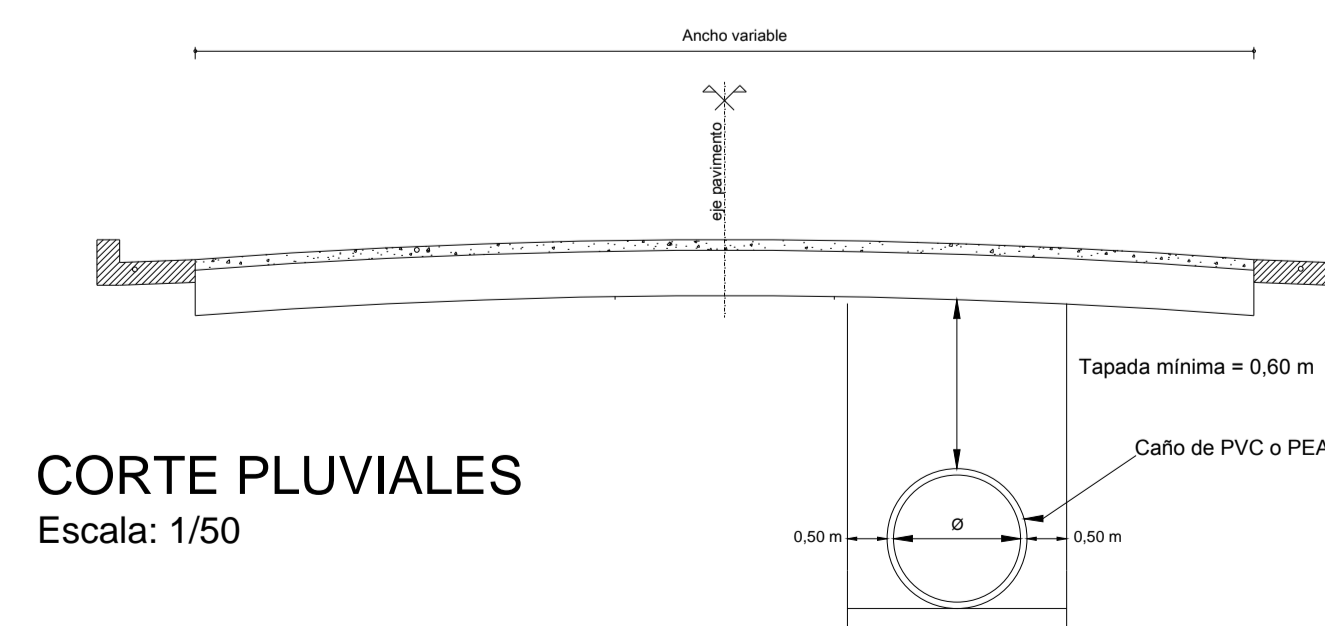 Ancho variable
eje pavimento
Tapada mínima = 0,60 m
Caño de PVC o PEA
CORTE PLUVIALES
Escala: 1/50
0,50 m
Ø
0,50 m